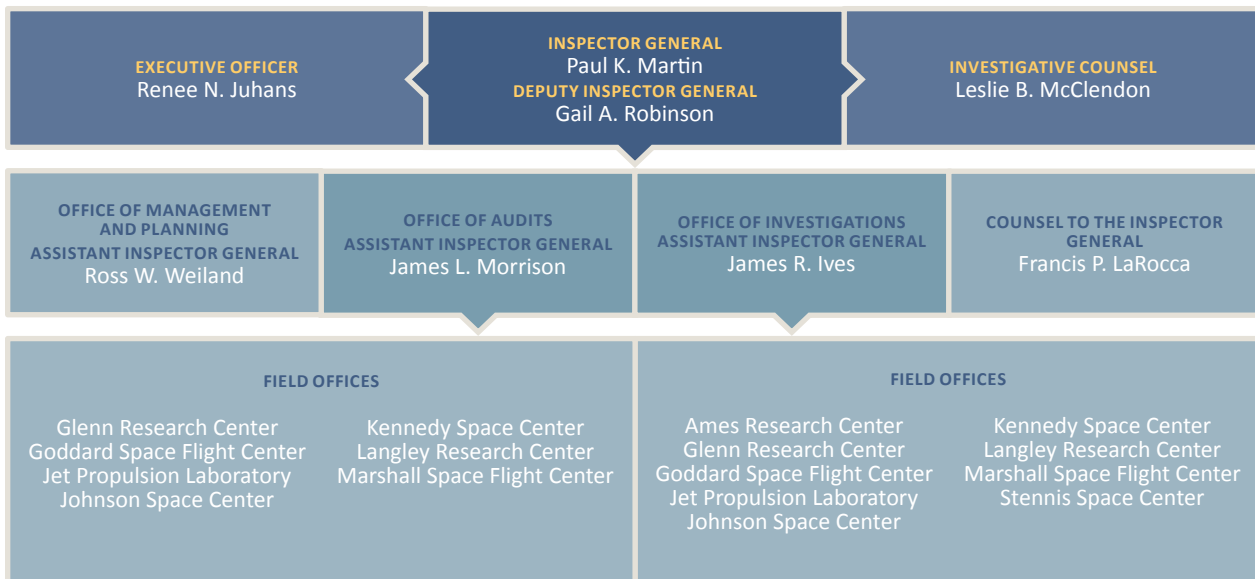 EXECUTIVE OFFICER
Renee N. Juhans
INSPECTOR GENERAL
Paul K. Martin
DEPUTY INSPECTOR GENERAL
Gail A. Robinson
INVESTIGATIVE COUNSEL
Leslie B. McClendon
OFFICE OF MANAGEMENT
AND PLANNING
ASSISTANT INSPECTOR GENERAL
Ross W. Weiland
OFFICE OF AUDITS
ASSISTANT INSPECTOR GENERAL
James L. Morrison
OFFICE OF INVESTIGATIONS
ASSISTANT INSPECTOR GENERAL
James R. Ives
COUNSEL TO THE INSPECTOR
GENERAL
Francis P. LaRocca
FIELD OFFICES
Glenn Research Center
Goddard Space Flight Center
Jet Propulsion Laboratory
Johnson Space Center
Kennedy Space Center
Langley Research Center
Marshall Space Flight Center
FIELD OFFICES
Ames Research Center
Glenn Research Center
Goddard Space Flight Center
Jet Propulsion Laboratory
Johnson Space Center
Kennedy Space Center
Langley Research Center
Marshall Space Flight Center
Stennis Space Center